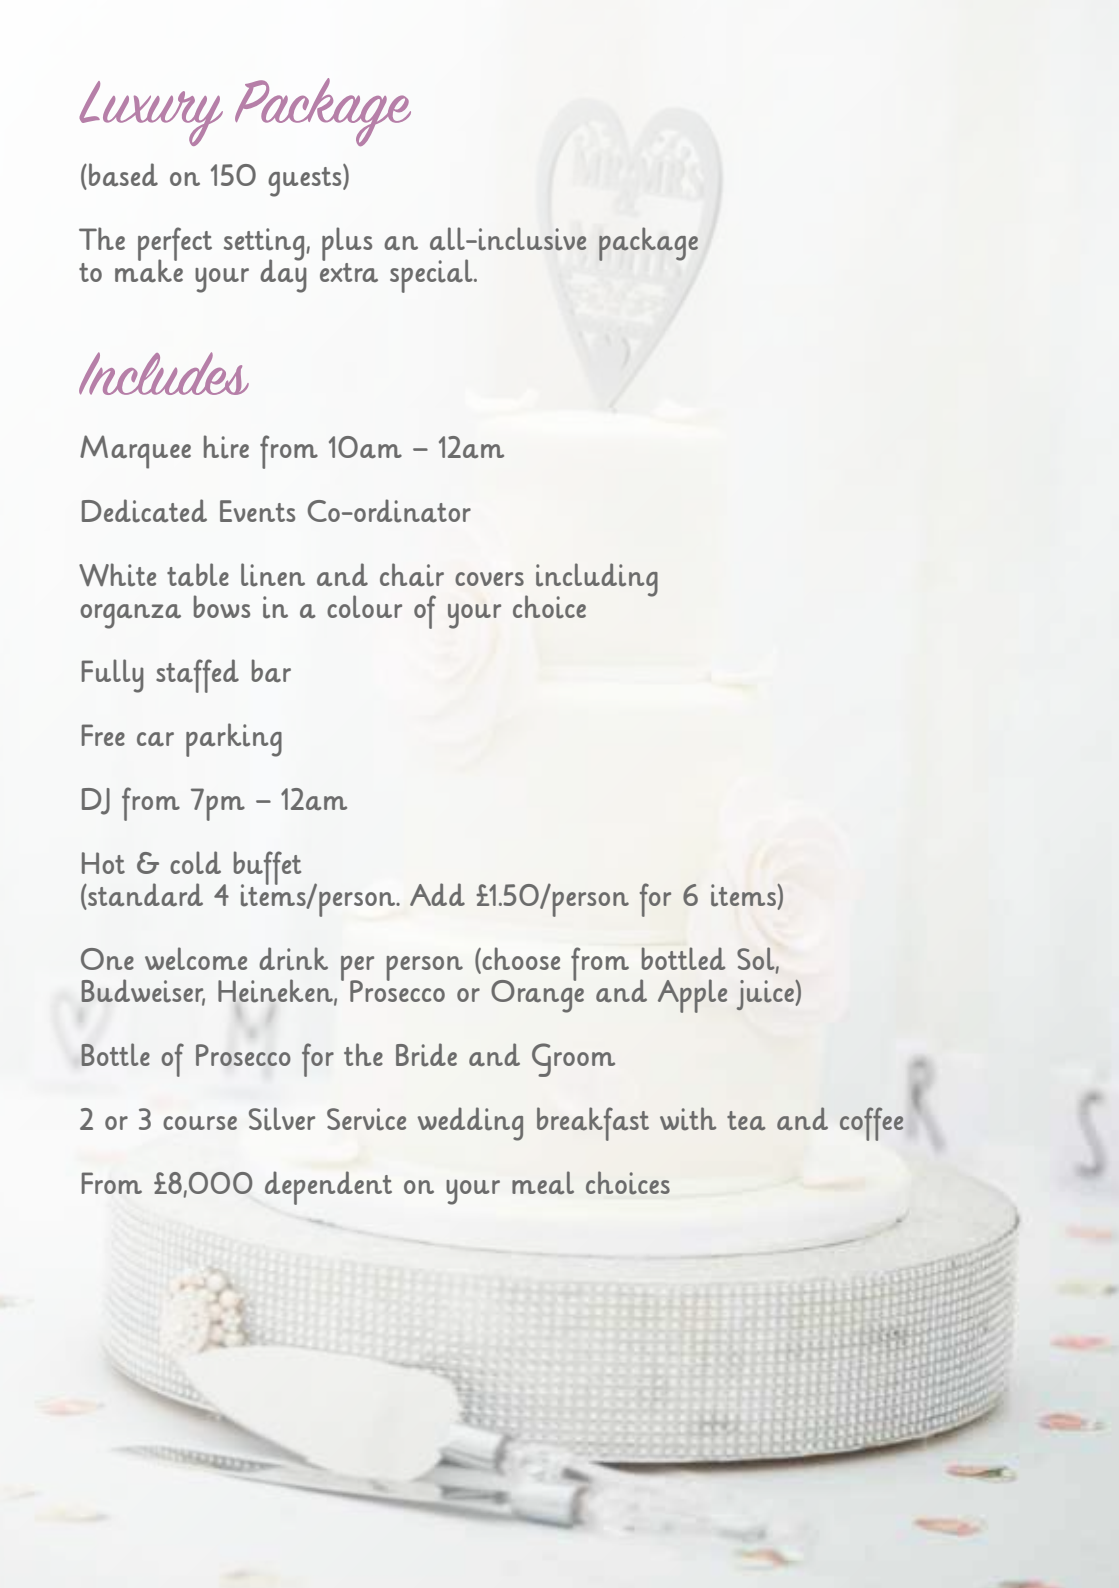 Luxury Package
(based on 150 guests)
The perfect setting, plus an all-inclusive package
to make your day extra special.
Includes
Marquee hire from 10am – 12am
Dedicated Events Co-ordinator
White table linen and chair covers including
organza bows in a colour of your choice
Fully staffed bar
Free car parking
DJ from 7pm – 12am
Hot & cold buffet
(standard 4 items/person. Add £1.50/person for 6 items)
One welcome drink per person (choose from bottled Sol,
Budweiser, Heineken, Prosecco or Orange and Apple juice)
Bottle of Prosecco for the Bride and Groom
2 or 3 course Silver Service wedding breakfast with tea and coffee
From £8,000 dependent on your meal choices
MR & MRS
M
R
S